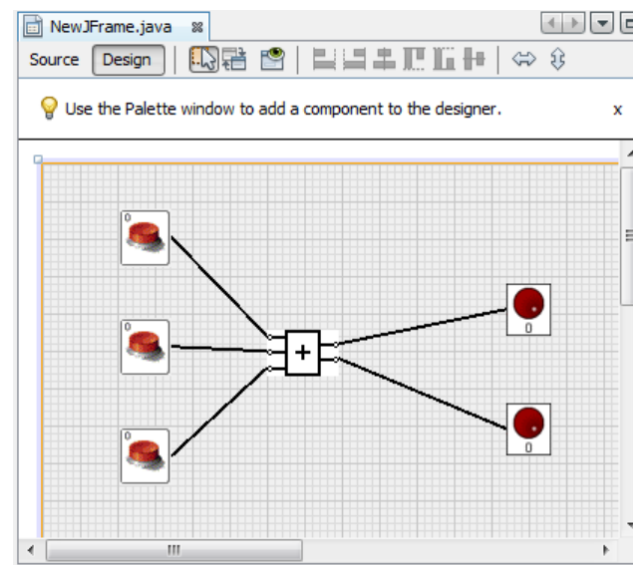 NewJFrame.java
Source Design
Use the Palette window to add a component to the designer. x
0
0
0
+
0
0